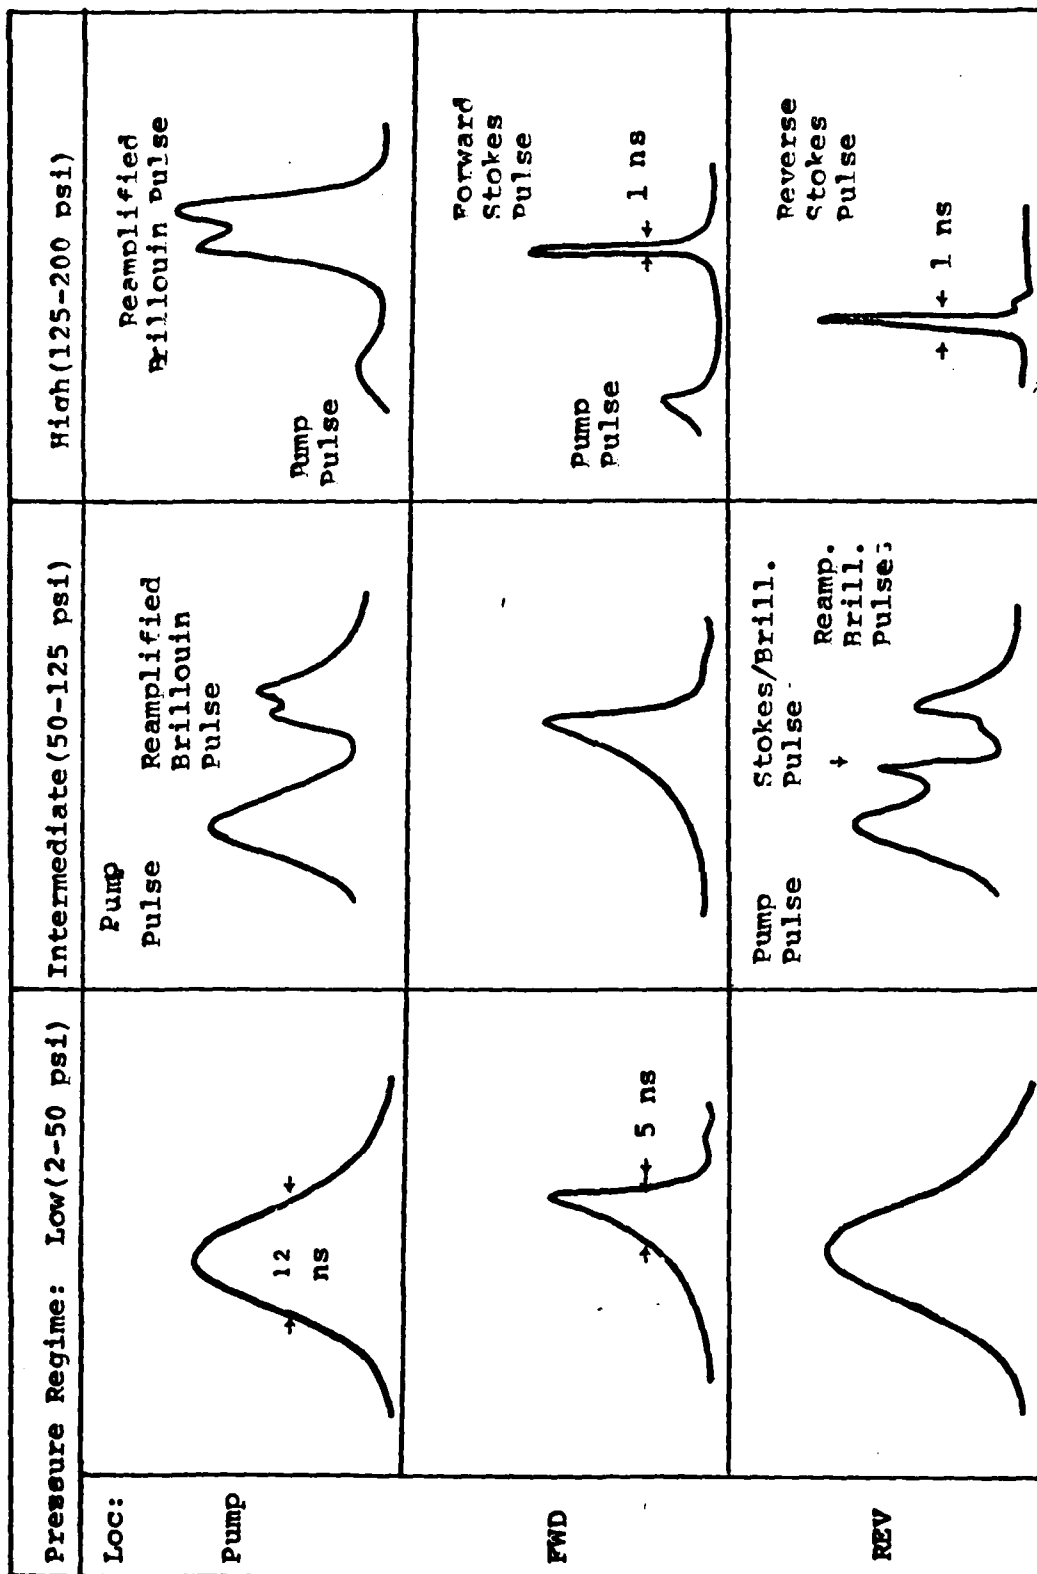 Pressure Regime: Low(2-50 psi) Intermediate(50-125 psi) High(125-200 psi)
Loc:
Pump
12
ns
Pump
Pulse
Reamplified
Brillouin
Pulse
Pump
Pulse
Reamplified
Brillouin Pulse
FWD
5 ns
Pump
Pulse
Forward
Stokes
Pulse
1 ns
REV
Pump
Pulse
Stokes/Brill.
Pulse
Reamp.
Brill.
Pulse
Reverse
Stokes
Pulse
1 ns